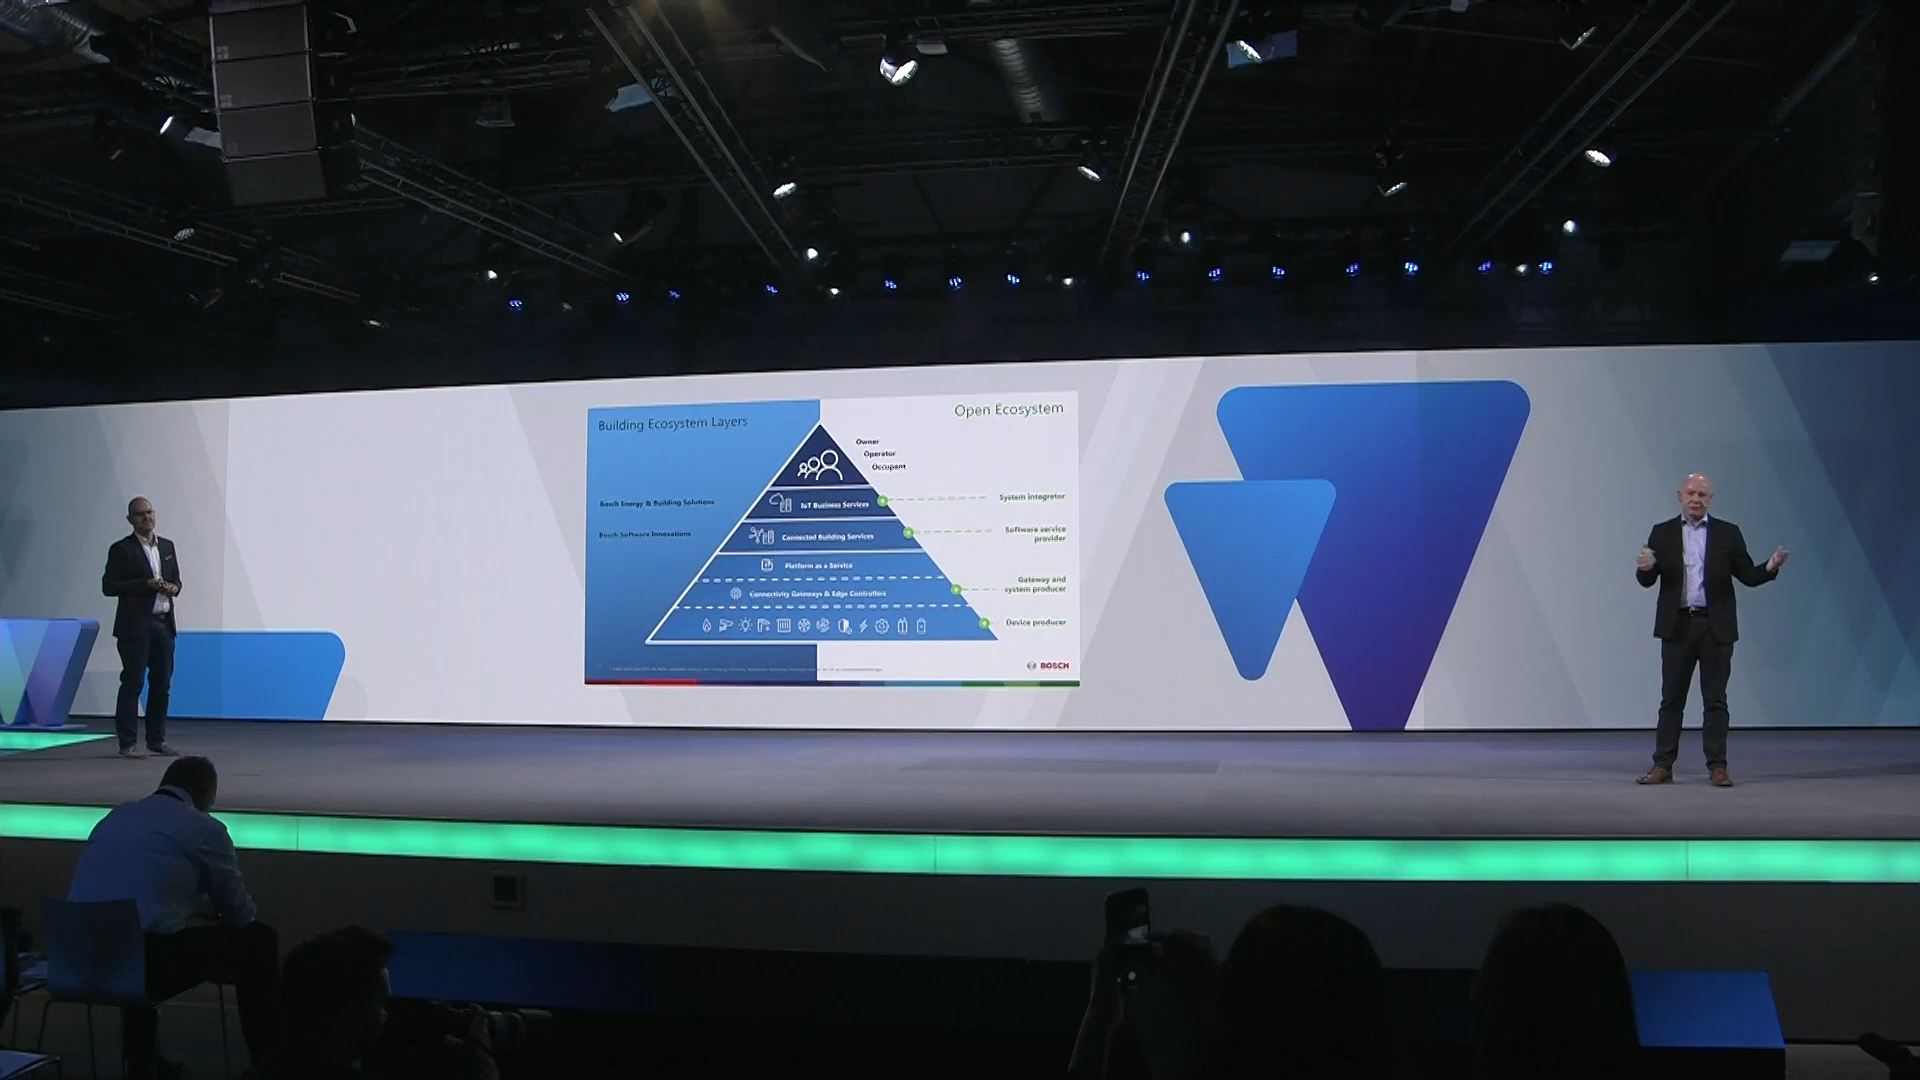 Building Ecosystem Layers
Open Ecosystem
Owner
Operator
Occupant
Bosch Energy & Building Solutions
IoT Business Services
System integrator
Bosch Software Innovations
Connected Building Services
Software service
provider
Platform as a Service
Connectivity Gateways & Edge Controllers
Gateway and
system producer
Device producer
BOSCH